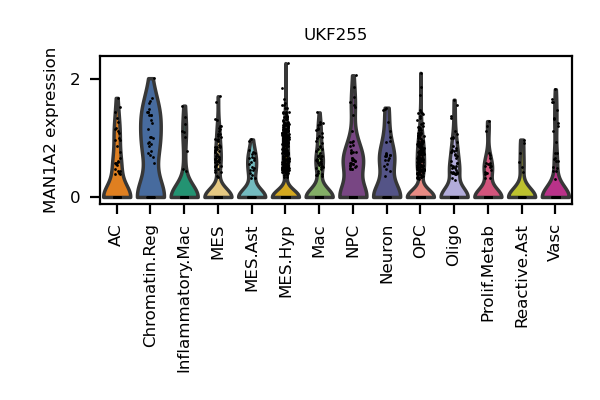 UKF255
MAN1A2 expression
2
0
AC
Chromatin.Reg
Inflammatory.Mac
MES
MES.Ast
MES.Hyp
Mac
NPC
Neuron
OPC
Oligo
Prolif.Metab
Reactive.Ast
Vasc